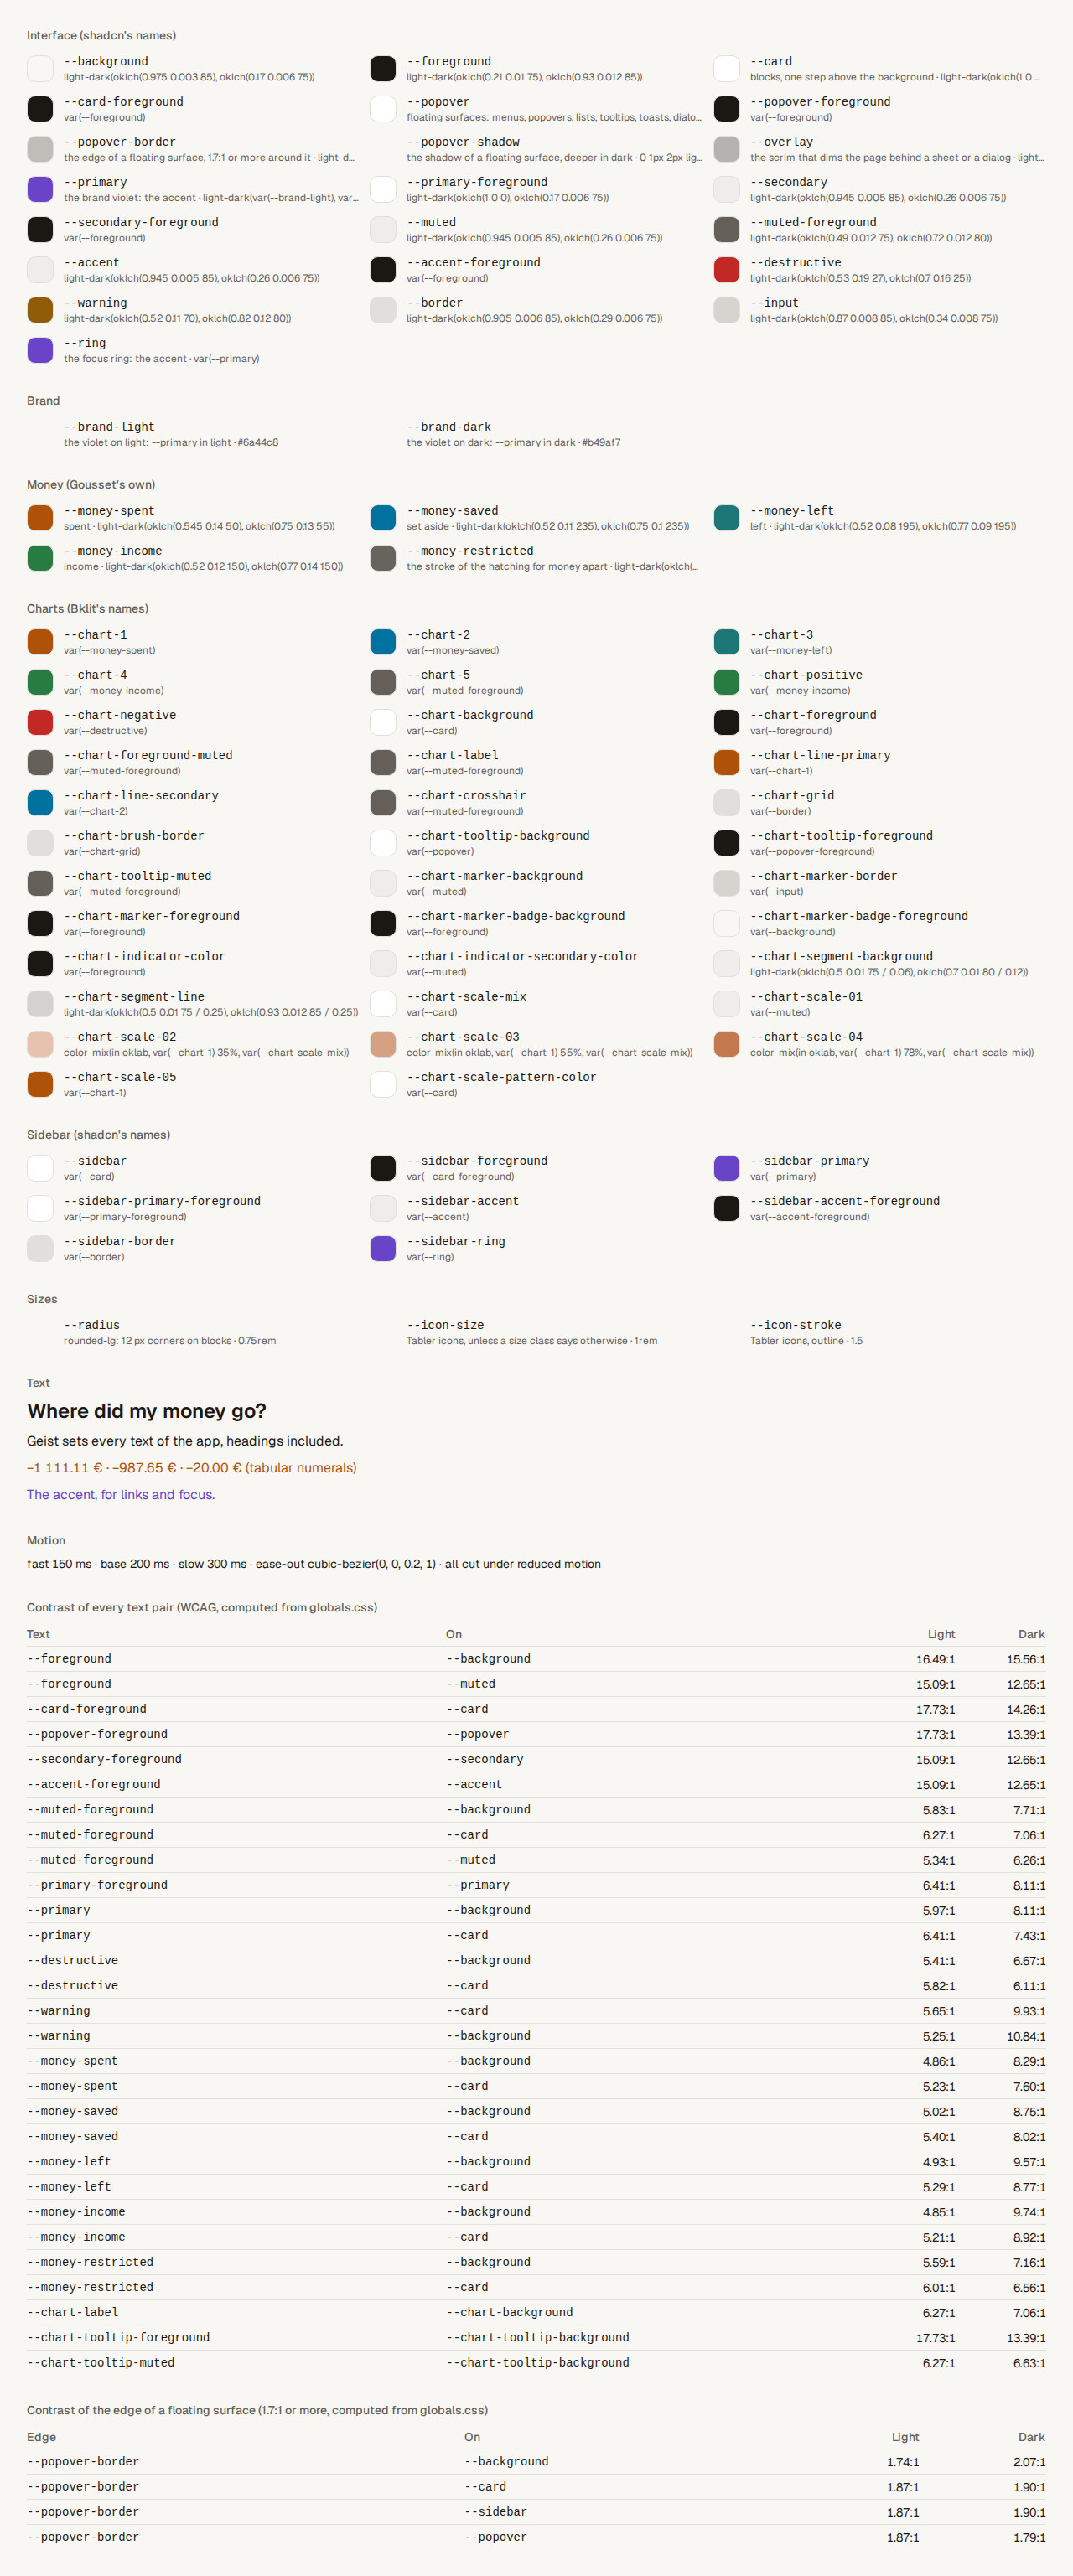 Interface (shadcn's names)
--background
light-dark(oklch(0.975 0.003 85), oklch(0.17 0.006 75))
--foreground
light-dark(oklch(0.21 0.01 75), oklch(0.93 0.012 85))
--card
blocks, one step above the background · light-dark(oklch(1 0 ...
--card-foreground
var(--foreground)
--popover
floating surfaces: menus, popovers, lists, tooltips, toasts, dialo...
--popover-foreground
var(--foreground)
--popover-border
the edge of a floating surface, 1.7:1 or more around it · light-d...
--popover-shadow
the shadow of a floating surface, deeper in dark · 0 1px 2px lig...
--overlay
the scrim that dims the page behind a sheet or a dialog · light...
--primary
the brand violet: the accent · light-dark(var(--brand-light), var...
--primary-foreground
light-dark(oklch(1 0 0), oklch(0.17 0.006 75))
--secondary
light-dark(oklch(0.945 0.005 85), oklch(0.26 0.006 75))
--secondary-foreground
var(--foreground)
--muted
light-dark(oklch(0.945 0.005 85), oklch(0.26 0.006 75))
--muted-foreground
light-dark(oklch(0.49 0.012 75), oklch(0.72 0.012 80))
--accent
light-dark(oklch(0.945 0.005 85), oklch(0.26 0.006 75))
--accent-foreground
var(--foreground)
--destructive
light-dark(oklch(0.53 0.19 27), oklch(0.7 0.16 25))
--warning
light-dark(oklch(0.52 0.11 70), oklch(0.82 0.12 80))
--border
light-dark(oklch(0.905 0.006 85), oklch(0.29 0.006 75))
--input
light-dark(oklch(0.87 0.008 85), oklch(0.34 0.008 75))
--ring
the focus ring: the accent · var(--primary)
Brand
--brand-light
the violet on light: --primary in light · #6a44c8
--brand-dark
the violet on dark: --primary in dark · #b49af7
Money (Gousset's own)
--money-spent
spent · light-dark(oklch(0.545 0.14 50), oklch(0.75 0.13 55))
--money-saved
set aside · light-dark(oklch(0.52 0.11 235), oklch(0.75 0.1 235))
--money-left
left · light-dark(oklch(0.52 0.08 195), oklch(0.77 0.09 195))
--money-income
income · light-dark(oklch(0.52 0.12 150), oklch(0.77 0.14 150))
--money-restricted
the stroke of the hatching for money apart · light-dark(oklch(...
Charts (Bklit's names)
--chart-1
var(--money-spent)
--chart-2
var(--money-saved)
--chart-3
var(--money-left)
--chart-4
var(--money-income)
--chart-5
var(--muted-foreground)
--chart-positive
var(--money-income)
--chart-negative
var(--destructive)
--chart-background
var(--card)
--chart-foreground
var(--foreground)
--chart-foreground-muted
var(--muted-foreground)
--chart-label
var(--muted-foreground)
--chart-line-primary
var(--chart-1)
--chart-line-secondary
var(--chart-2)
--chart-crosshair
var(--muted-foreground)
--chart-grid
var(--border)
--chart-brush-border
var(--chart-grid)
--chart-tooltip-background
var(--popover)
--chart-tooltip-foreground
var(--popover-foreground)
--chart-tooltip-muted
var(--muted-foreground)
--chart-marker-background
var(--muted)
--chart-marker-border
var(--input)
--chart-marker-foreground
var(--foreground)
--chart-marker-badge-background
var(--foreground)
--chart-marker-badge-foreground
var(--background)
--chart-indicator-color
var(--foreground)
--chart-indicator-secondary-color
var(--muted)
--chart-segment-background
light-dark(oklch(0.5 0.01 75 / 0.06), oklch(0.7 0.01 80 / 0.12))
--chart-segment-line
light-dark(oklch(0.5 0.01 75 / 0.25), oklch(0.93 0.012 85 / 0.25))
--chart-scale-mix
var(--card)
--chart-scale-01
var(--muted)
--chart-scale-02
color-mix(in oklab, var(--chart-1) 35%, var(--chart-scale-mix))
--chart-scale-03
color-mix(in oklab, var(--chart-1) 55%, var(--chart-scale-mix))
--chart-scale-04
color-mix(in oklab, var(--chart-1) 78%, var(--chart-scale-mix))
--chart-scale-05
var(--chart-1)
--chart-scale-pattern-color
var(--card)
Sidebar (shadcn's names)
--sidebar
var(--card)
--sidebar-foreground
var(--card-foreground)
--sidebar-primary
var(--primary)
--sidebar-primary-foreground
var(--primary-foreground)
--sidebar-accent
var(--accent)
--sidebar-accent-foreground
var(--accent-foreground)
--sidebar-border
var(--border)
--sidebar-ring
var(--ring)
Sizes
--radius
rounded-lg: 12 px corners on blocks · 0.75rem
--icon-size
Tabler icons, unless a size class says otherwise · 1rem
--icon-stroke
Tabler icons, outline · 1.5
Text
Where did my money go?
Geist sets every text of the app, headings included.
−1 111.11 € · −987.65 € · −20.00 € (tabular numerals)
The accent, for links and focus.
Motion
fast 150 ms · base 200 ms · slow 300 ms · ease-out cubic-bezier(0, 0, 0.2, 1) · all cut under reduced motion
Contrast of every text pair (WCAG, computed from globals.css)
Text On Light Dark
--foreground --background 16.49:1 15.56:1
--foreground --muted 15.09:1 12.65:1
--card-foreground --card 17.73:1 14.26:1
--popover-foreground --popover 17.73:1 13.39:1
--secondary-foreground --secondary 15.09:1 12.65:1
--accent-foreground --accent 15.09:1 12.65:1
--muted-foreground --background 5.83:1 7.71:1
--muted-foreground --card 6.27:1 7.06:1
--muted-foreground --muted 5.34:1 6.26:1
--primary-foreground --primary 6.41:1 8.11:1
--primary --background 5.97:1 8.11:1
--primary --card 6.41:1 7.43:1
--destructive --background 5.41:1 6.67:1
--destructive --card 5.82:1 6.11:1
--warning --card 5.65:1 9.93:1
--warning --background 5.25:1 10.84:1
--money-spent --background 4.86:1 8.29:1
--money-spent --card 5.23:1 7.60:1
--money-saved --background 5.02:1 8.75:1
--money-saved --card 5.40:1 8.02:1
--money-left --background 4.93:1 9.57:1
--money-left --card 5.29:1 8.77:1
--money-income --background 4.85:1 9.74:1
--money-income --card 5.21:1 8.92:1
--money-restricted --background 5.59:1 7.16:1
--money-restricted --card 6.01:1 6.56:1
--chart-label --chart-background 6.27:1 7.06:1
--chart-tooltip-foreground --chart-tooltip-background 17.73:1 13.39:1
--chart-tooltip-muted --chart-tooltip-background 6.27:1 6.63:1
Contrast of the edge of a floating surface (1.7:1 or more, computed from globals.css)
Edge On Light Dark
--popover-border --background 1.74:1 2.07:1
--popover-border --card 1.87:1 1.90:1
--popover-border --sidebar 1.87:1 1.90:1
--popover-border --popover 1.87:1 1.79:1